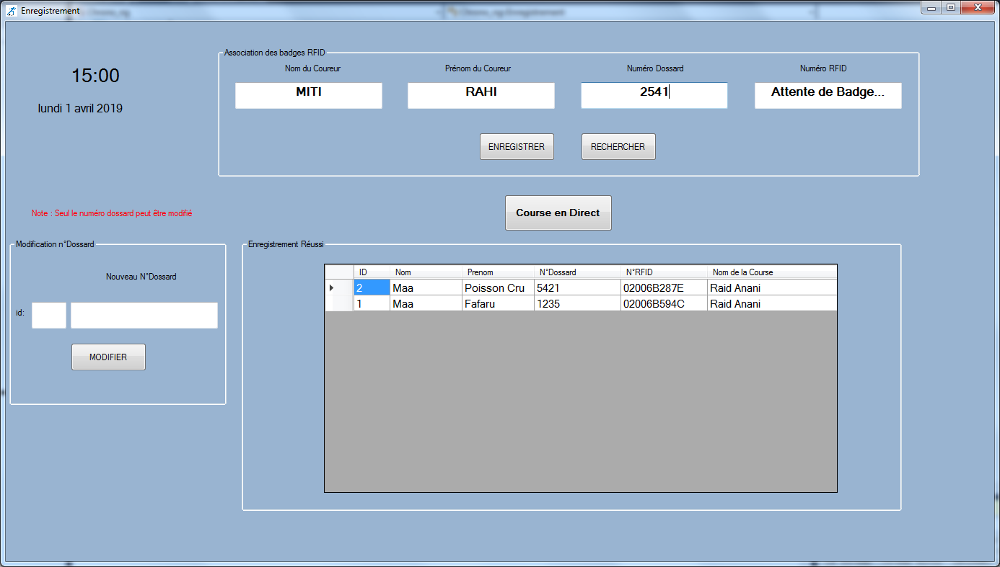 Enregistrement
15:00
lundi 1 avril 2019
Association des badges RFID
Nom du Coureur Prénom du Coureur Numéro Dossard Numéro RFID
MITI RAHI 2541 Attente de Badge...
ENREGISTRER RECHERCHER
Note : Seul le numéro dossard peut être modifié
Course en Direct
Modification n°Dossard
Nouveau N°Dossard
id:
MODIFIER
Enregistrement Réussi
ID Nom Prenom N°Dossard N°RFID Nom de la Course
2 Maa Poisson Cru 5421 02006B287E Raid Anani
1 Maa Fafaru 1235 02006B594C Raid Anani